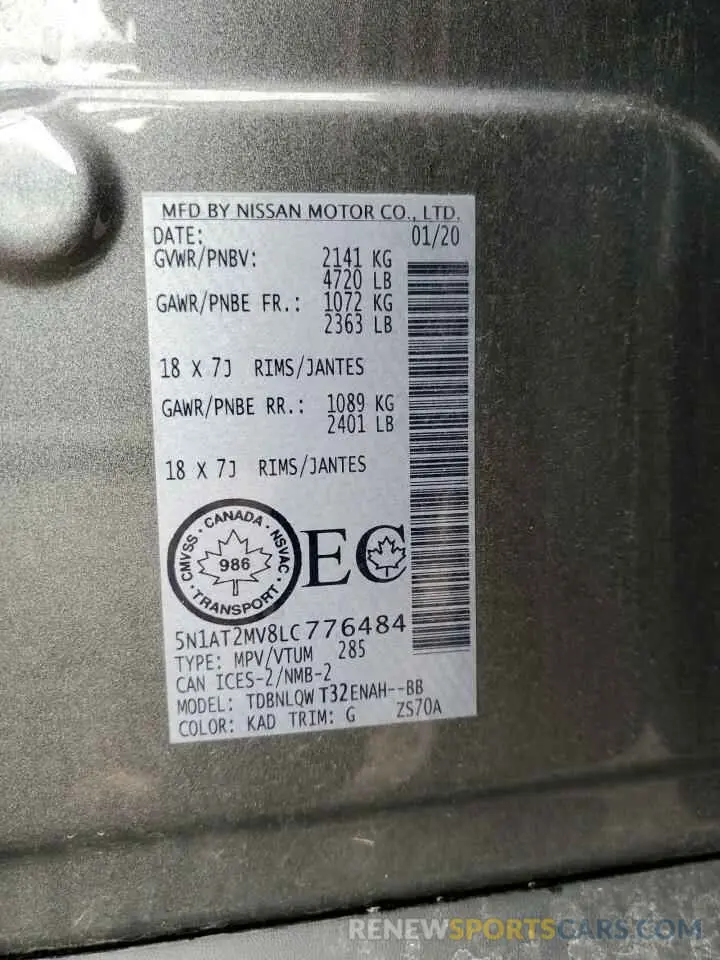 MFD BY NISSAN MOTOR CO., LTD.
DATE: 01/20
GVWR/PNBV: 2141 KG
4720 LB
GAWR/PNBE FR.: 1072 KG
2363 LB
18 X 7J RIMS/JANTES
GAWR/PNBE RR.: 1089 KG
2401 LB
18 X 7J RIMS/JANTES
CMVSS · CANADA · NSVAC
986
· TRANSPORT ·
EC
5N1AT2MV8LC776484
TYPE: MPV/VTUM 285
CAN ICES-2/NMB-2
MODEL: TDBNLQWT32ENAH--BB
COLOR: KAD TRIM: G ZS70A
RENEWSPORTSCARS.COM